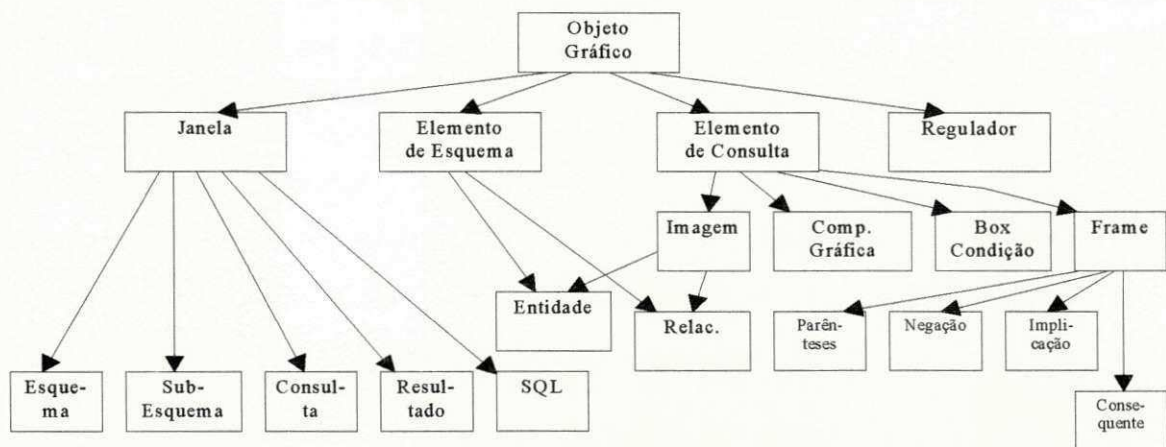 Objeto
Gráfico
Janela
Elemento
de Esquema
Elemento
de Consulta
Regulador
Imagem
Comp.
Gráfica
Box
Condição
Frame
Entidade
Relac.
Parên-
teses
Negação
Impli-
cação
Esque-
ma
Sub-
Esquema
Consul-
ta
Resul-
tado
SQL
Conse-
quente